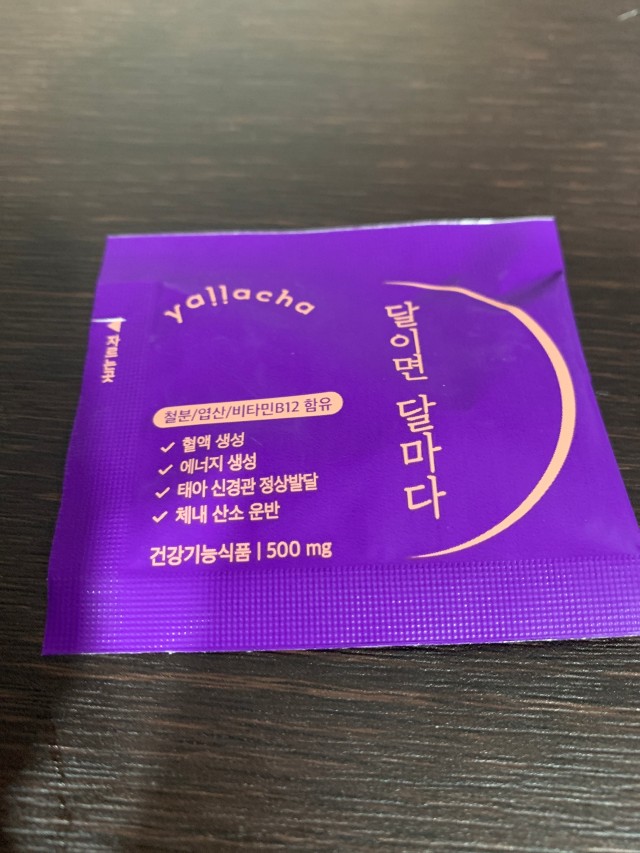 yallacha
자르는곳
철분/엽산/비타민B12 함유
혈액 생성
에너지 생성
태아 신경관 정상발달
체내 산소 운반
건강기능식품 | 500 mg
달이면 달마다